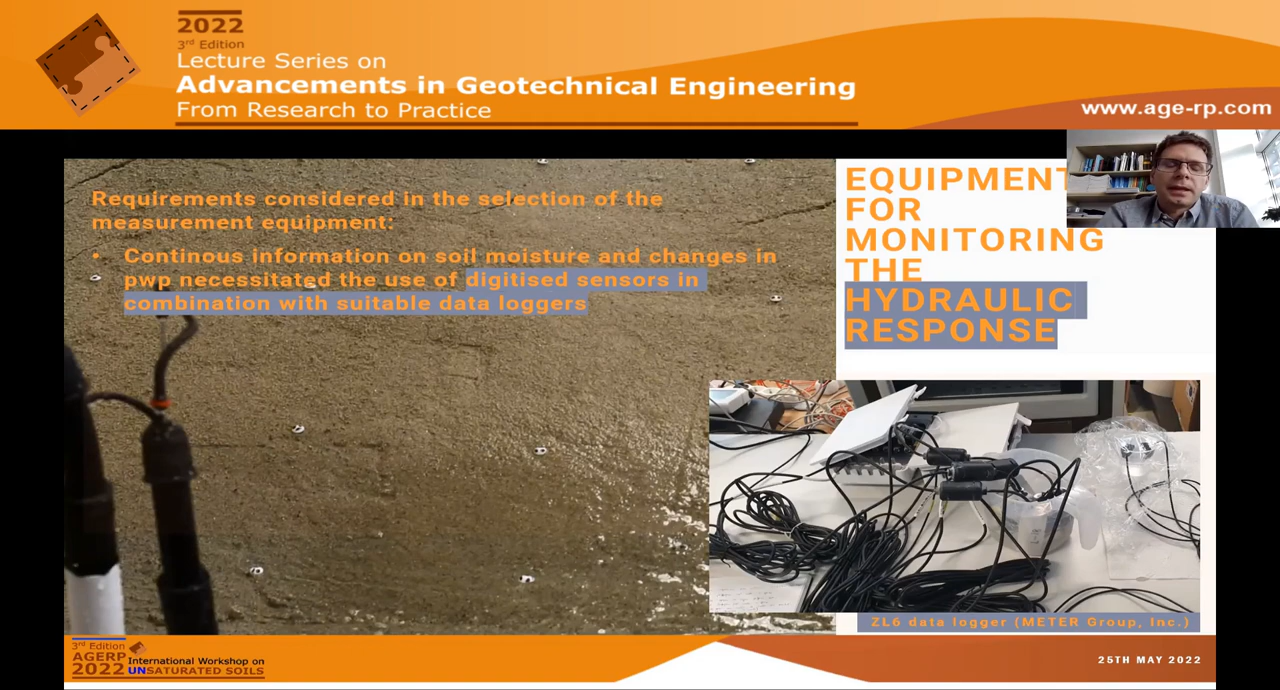 2022
3rd Edition
Lecture Series on
Advancements in Geotechnical Engineering
From Research to Practice
www.age-rp.com
Requirements considered in the selection of the
measurement equipment:
• Continous information on soil moisture and changes in
pwp necessitated the use of digitised sensors in
combination with suitable data loggers
EQUIPMENT
FOR
MONITORING
THE
HYDRAULIC
RESPONSE
ZL6 data logger (METER Group, Inc.)
3rd Edition
AGERP
2022
International Workshop on
UNSATURATED SOILS
25TH MAY 2022